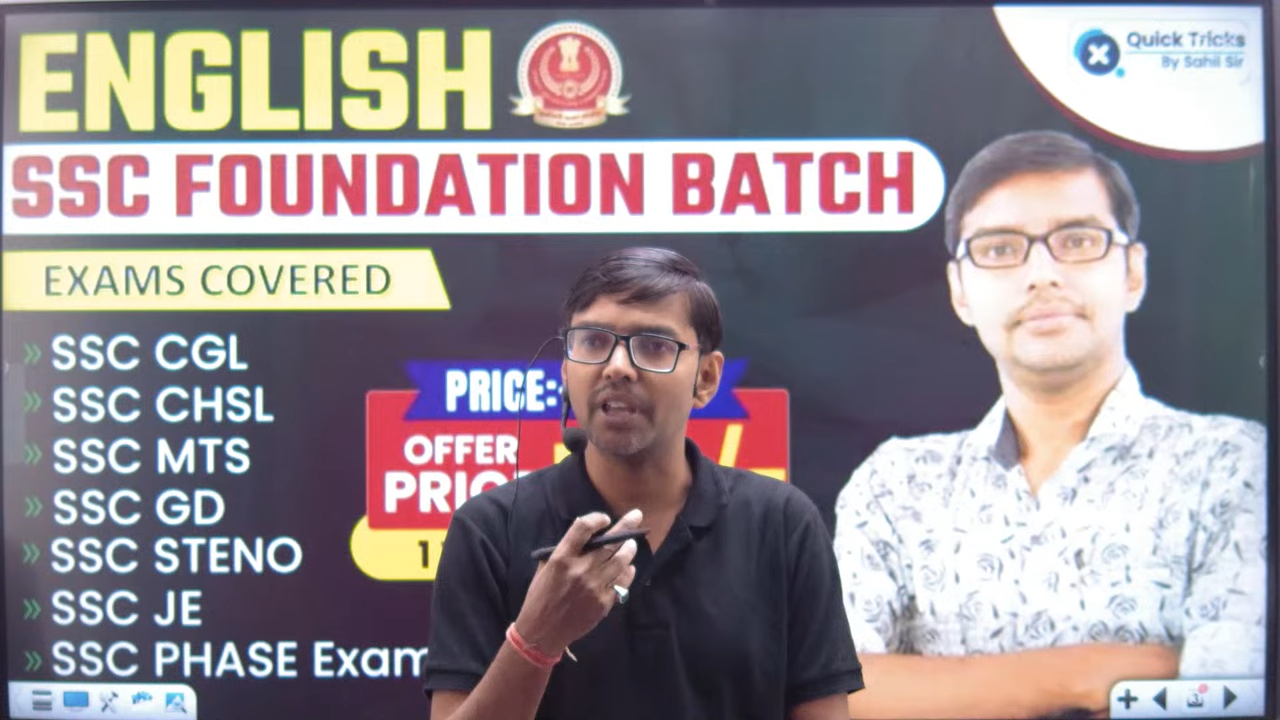 ENGLISH
Quick Tricks
By Sahil Sir
SSC FOUNDATION BATCH
EXAMS COVERED
» SSC CGL
» SSC CHSL
» SSC MTS
» SSC GD
» SSC STENO
» SSC JE
» SSC PHASE Exam
PRICE:-
OFFER